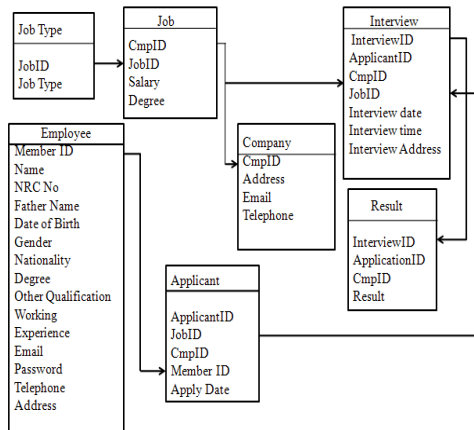 Job Type
JobID
Job Type
Job
CmpID
JobID
Salary
Degree
Interview
InterviewID
ApplicantID
CmpID
JobID
Interview date
Interview time
Interview Address
Employee
Member ID
Name
NRC No
Father Name
Date of Birth
Gender
Nationality
Degree
Other Qualification
Working
Experience
Email
Password
Telephone
Address
Company
CmpID
Address
Email
Telephone
Result
InterviewID
ApplicationID
CmpID
Result
Applicant
ApplicantID
JobID
CmpID
Member ID
Apply Date